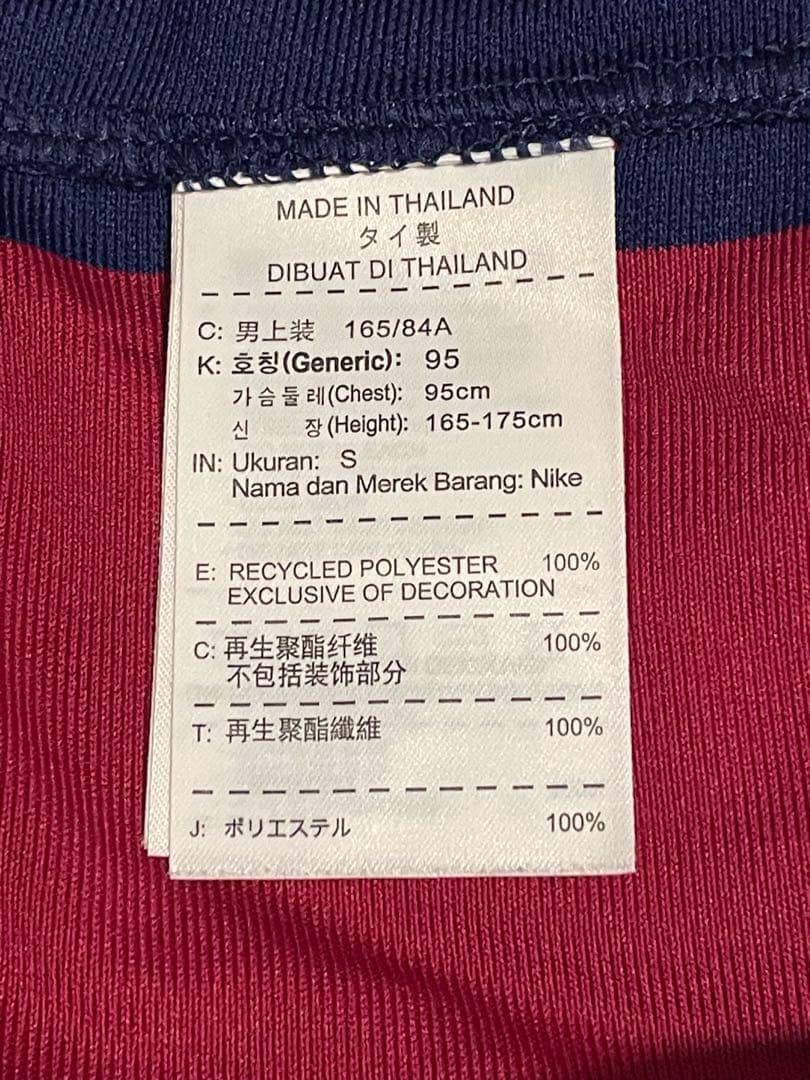 MADE IN THAILAND
タイ製
DIBUAT DI THAILAND
C: 男上装 165/84A
K: 호칭(Generic): 95
가슴둘레(Chest): 95cm
신 장(Height): 165-175cm
IN: Ukuran: S
Nama dan Merek Barang: Nike
E: RECYCLED POLYESTER 100%
EXCLUSIVE OF DECORATION
C: 再生聚酯纤维 100%
不包括装饰部分
T: 再生聚酯纖維 100%
J: ポリエステル 100%